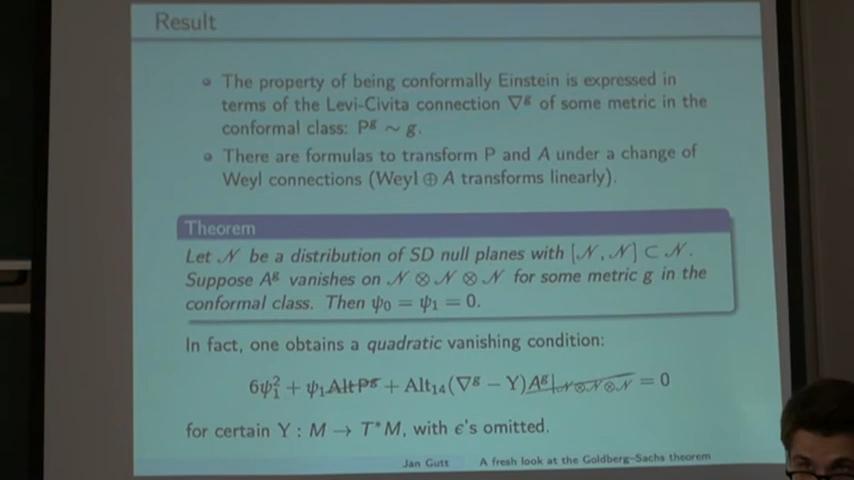 Result
The property of being conformally Einstein is expressed in
terms of the Levi-Civita connection ∇ᵍ of some metric in the
conformal class: Pᵍ ∼ g.
There are formulas to transform P and A under a change of
Weyl connections (Weyl ⊕ A transforms linearly).
Theorem
Let 𝒩 be a distribution of SD null planes with [𝒩, 𝒩] ⊂ 𝒩.
Suppose Aᵍ vanishes on 𝒩 ⊗ 𝒩 ⊗ 𝒩 for some metric g in the
conformal class. Then ψ₀ = ψ₁ = 0.
In fact, one obtains a quadratic vanishing condition:
6ψ₁² + ψ₁AltPᵍ + Alt₁₄(∇ᵍ − Υ)Aᵍ|𝒩⊗𝒩⊗𝒩 = 0
for certain Υ : M → T*M, with ϵ's omitted.
Jan Gutt A fresh look at the Goldberg–Sachs theorem